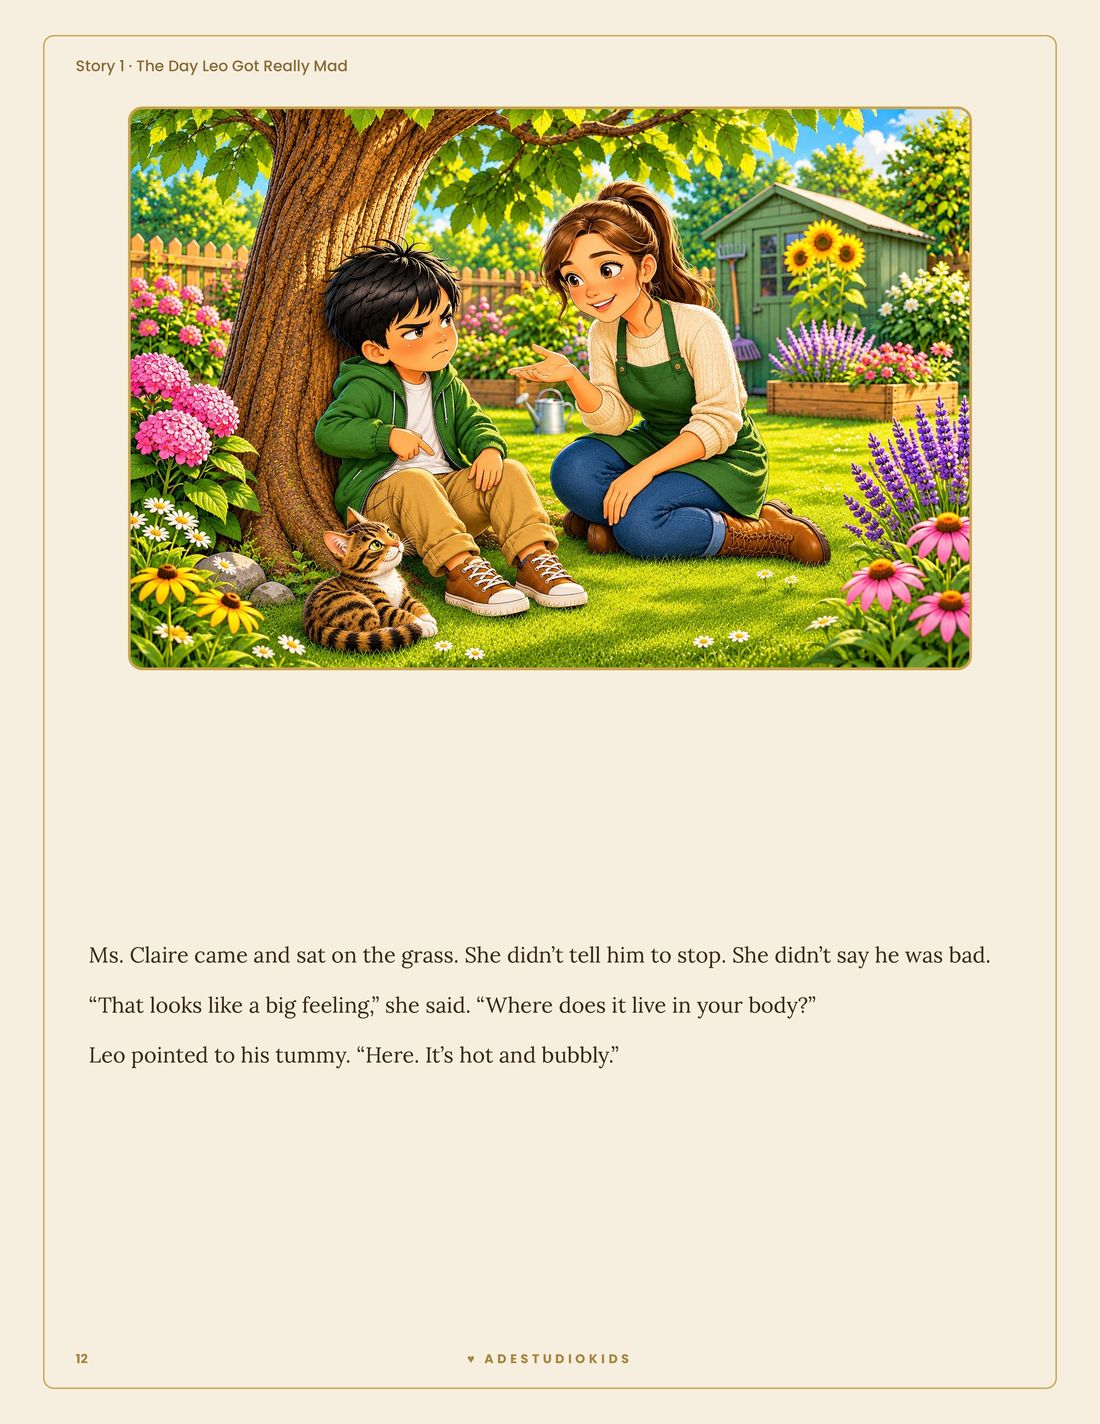 Story 1 · The Day Leo Got Really Mad
Ms. Claire came and sat on the grass. She didn’t tell him to stop. She didn’t say he was bad.
“That looks like a big feeling,” she said. “Where does it live in your body?”
Leo pointed to his tummy. “Here. It’s hot and bubbly.”
12
♥ ADESTUDIOKIDS